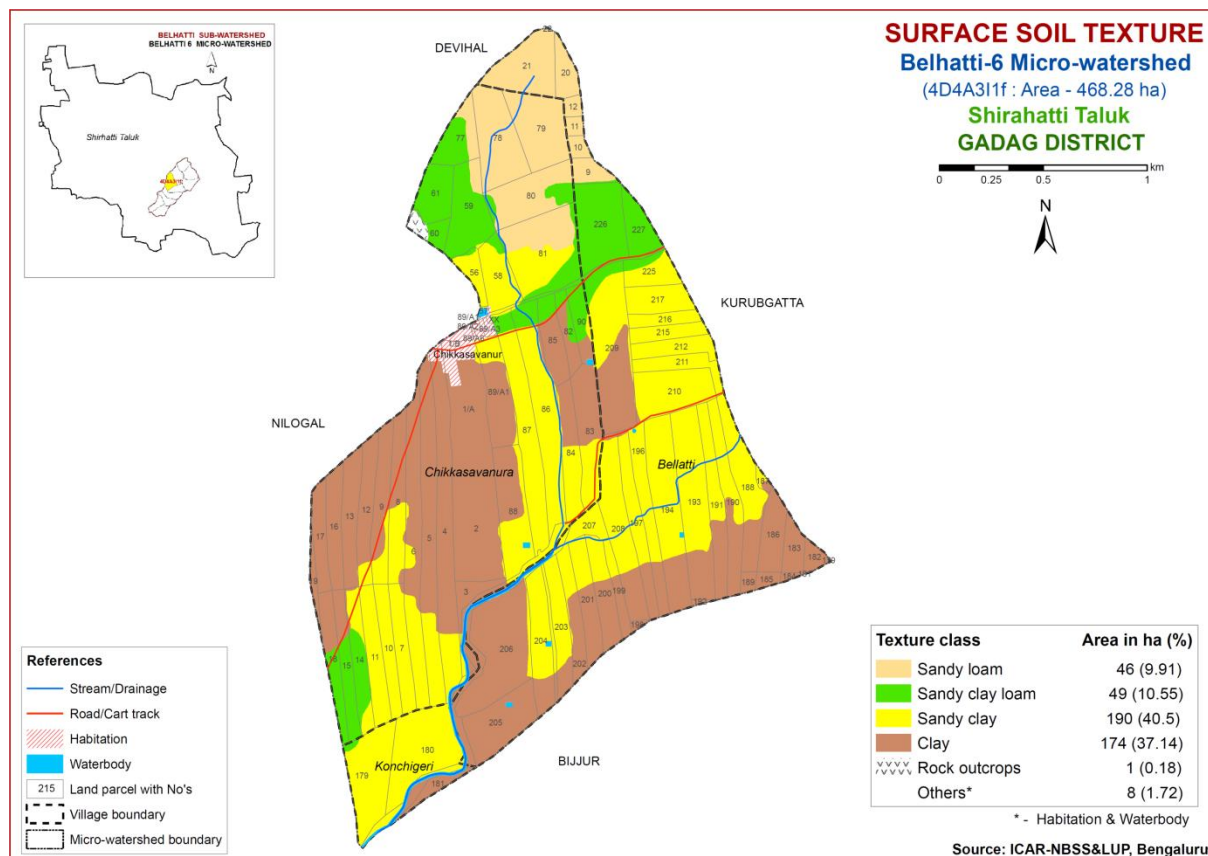 BELHATTI SUB-WATERSHED
BELHATTI 6 MICRO-WATERSHED
N
Shirhatti Taluk
4D4A3I1f
SURFACE SOIL TEXTURE
Belhatti-6 Micro-watershed
(4D4A3I1f : Area - 468.28 ha)
Shirahatti Taluk
GADAG DISTRICT
km
0 0.25 0.5 1
N
DEVIHAL
KURUBGATTA
NILOGAL
BIJJUR
21
20
12
11
10
9
79
78
77
80
61
59
60
226
227
81
56
58
225
217
216
215
212
211
210
90
82
85
209
Chikkasavanur
89/A1
1/A
86
87
83
84
196
Chikkasavanura
Bellatti
88
8
9
12
13
16
17
2
4
5
6
207
208
197
194
193
191
190
188
187
186
183
182
189
185
3
201
200
199
192
198
203
204
202
206
205
15
14
11
10
7
180
179
Konchigeri
181
References
Stream/Drainage
Road/Cart track
Habitation
Waterbody
215 Land parcel with No's
Village boundary
Micro-watershed boundary
Texture class Area in ha (%)
Sandy loam 46 (9.91)
Sandy clay loam 49 (10.55)
Sandy clay 190 (40.5)
Clay 174 (37.14)
Rock outcrops 1 (0.18)
Others* 8 (1.72)
* - Habitation & Waterbody
Source: ICAR-NBSS&LUP, Bengaluru